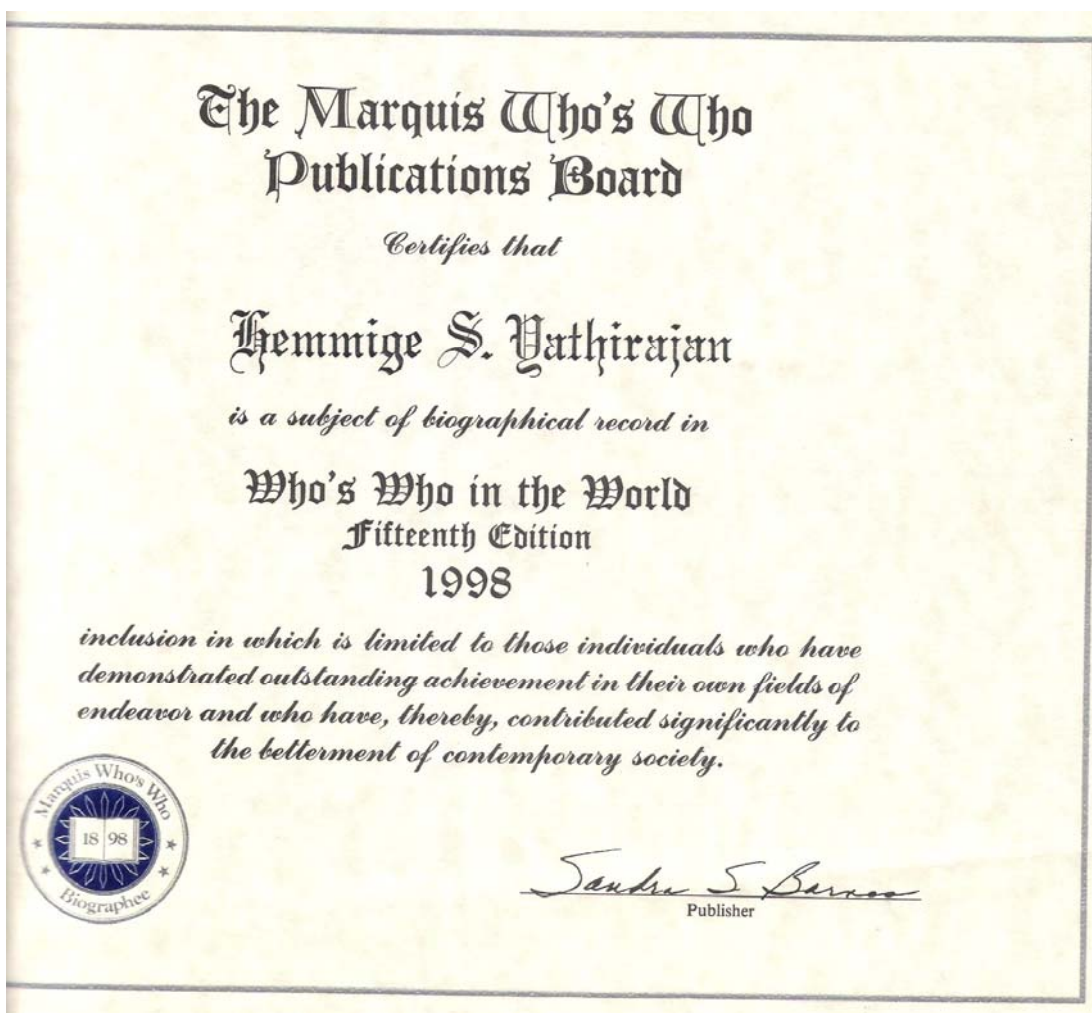 The Marquis Who's Who
Publications Board
Certifies that
Hemmige S. Yathirajan
is a subject of biographical record in
Who's Who in the World
Fifteenth Edition
1998
inclusion in which is limited to those individuals who have
demonstrated outstanding achievement in their own fields of
endeavor and who have, thereby, contributed significantly to
the betterment of contemporary society.
Marquis Who's Who
18 98
Biographee
Sandra S Barnes
Publisher